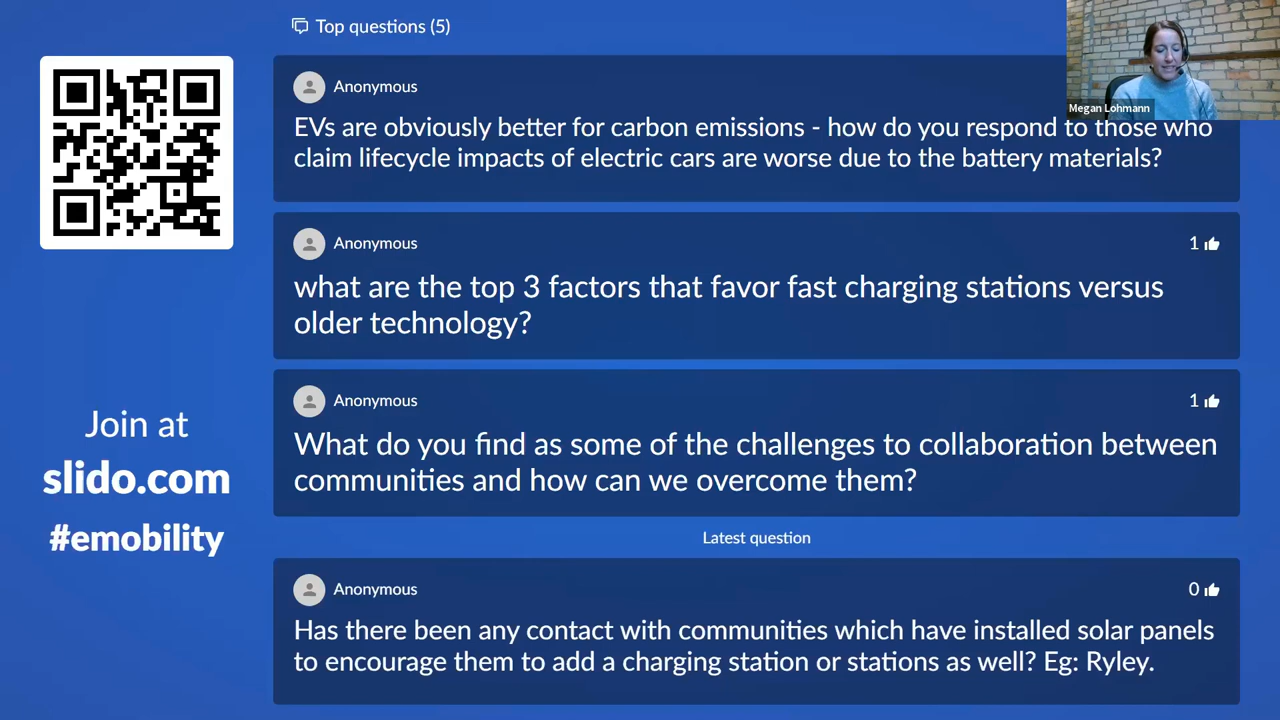 Top questions (5)
Megan Lohmann
Anonymous
EVs are obviously better for carbon emissions - how do you respond to those who
claim lifecycle impacts of electric cars are worse due to the battery materials?
Anonymous
1
what are the top 3 factors that favor fast charging stations versus
older technology?
Anonymous
1
What do you find as some of the challenges to collaboration between
communities and how can we overcome them?
Join at
slido.com
#emobility
Latest question
Anonymous
0
Has there been any contact with communities which have installed solar panels
to encourage them to add a charging station or stations as well? Eg: Ryley.